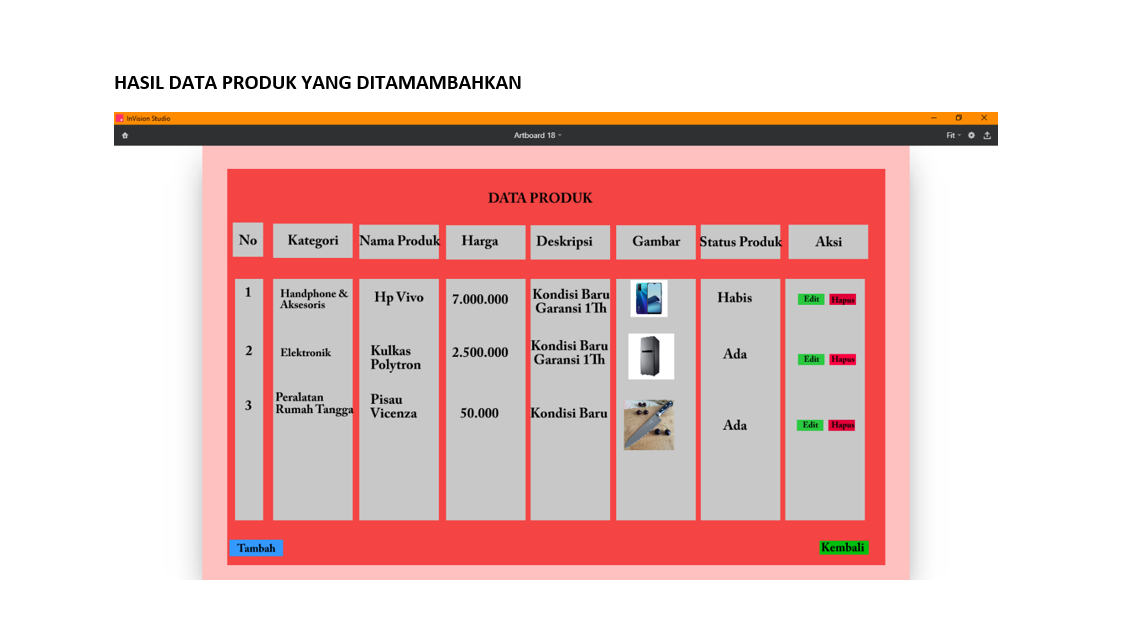 HASIL DATA PRODUK YANG DITAMAMBAHKAN
InVision Studio
Artboard 18
Fit
DATA PRODUK
No Kategori Nama Produk Harga Deskripsi Gambar Status Produk Aksi
1 Handphone & Aksesoris Hp Vivo 7.000.000 Kondisi Baru Garansi 1Th Habis Edit Hapus
2 Elektronik Kulkas Polytron 2.500.000 Kondisi Baru Garansi 1Th Ada Edit Hapus
3 Peralatan Rumah Tangga Pisau Vicenza 50.000 Kondisi Baru Ada Edit Hapus
Tambah Kembali